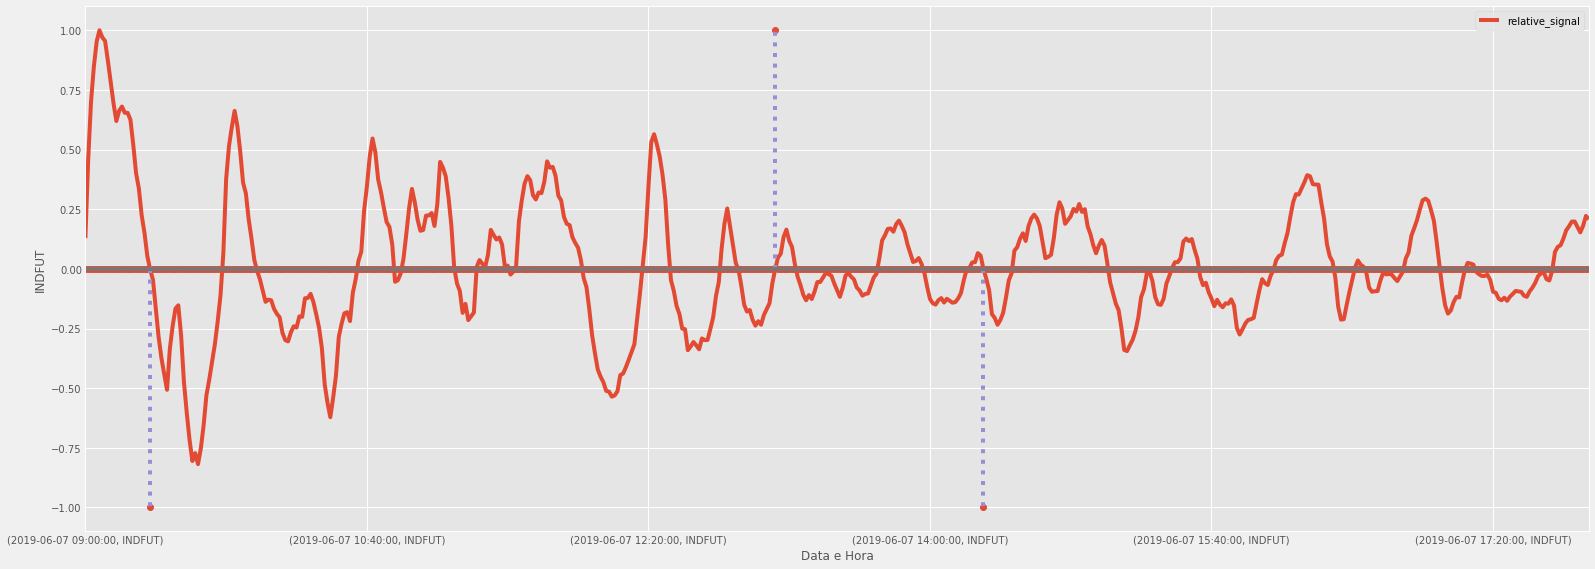 relative_signal
1.00
0.75
0.50
0.25
0.00
−0.25
−0.50
−0.75
−1.00
INDFUT
(2019-06-07 09:00:00, INDFUT) (2019-06-07 10:40:00, INDFUT) (2019-06-07 12:20:00, INDFUT) (2019-06-07 14:00:00, INDFUT) (2019-06-07 15:40:00, INDFUT) (2019-06-07 17:20:00, INDFUT)
Data e Hora